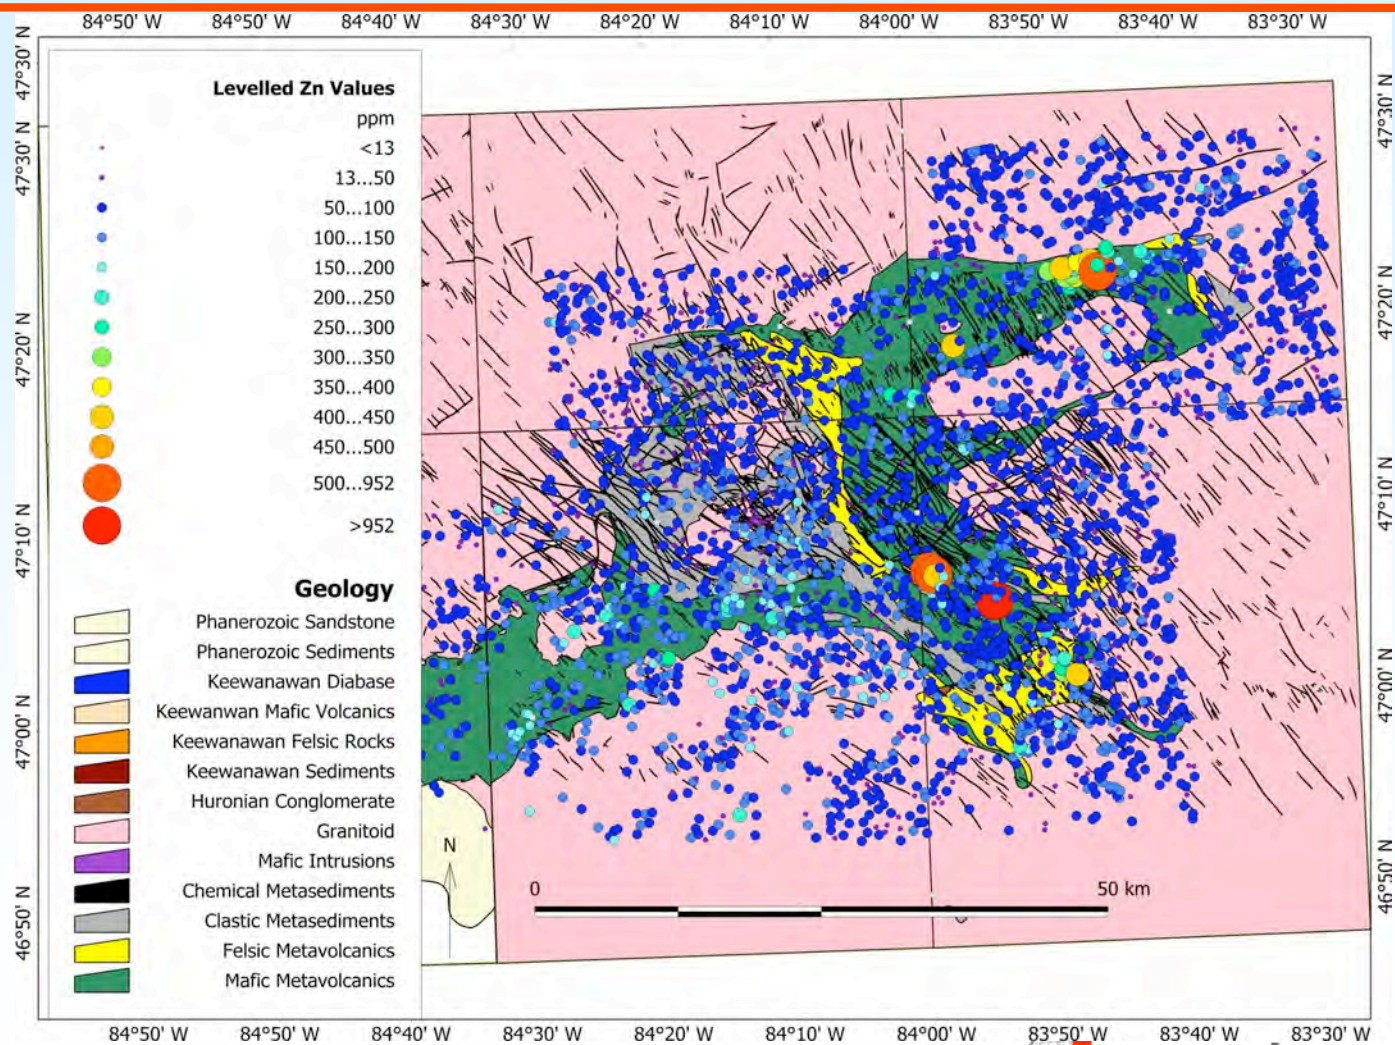 84°50' W 84°40' W 84°30' W 84°20' W 84°10' W 84°00' W 83°50' W 83°40' W 83°30' W
47°30' N
47°30' N
47°20' N
47°10' N
47°00' N
46°50' N
Levelled Zn Values
ppm
<13
13...50
50...100
100...150
150...200
200...250
250...300
300...350
350...400
400...450
450...500
500...952
>952
Geology
Phanerozoic Sandstone
Phanerozoic Sediments
Keewanawan Diabase
Keewanwan Mafic Volcanics
Keewanawan Felsic Rocks
Keewanawan Sediments
Huronian Conglomerate
Granitoid
Mafic Intrusions
Chemical Metasediments
Clastic Metasediments
Felsic Metavolcanics
Mafic Metavolcanics
N
0 50 km
47°30' N
47°20' N
47°10' N
47°00' N
46°50' N
84°50' W 84°50' W 84°40' W 84°30' W 84°20' W 84°10' W 84°00' W 83°50' W 83°40' W 83°30' W